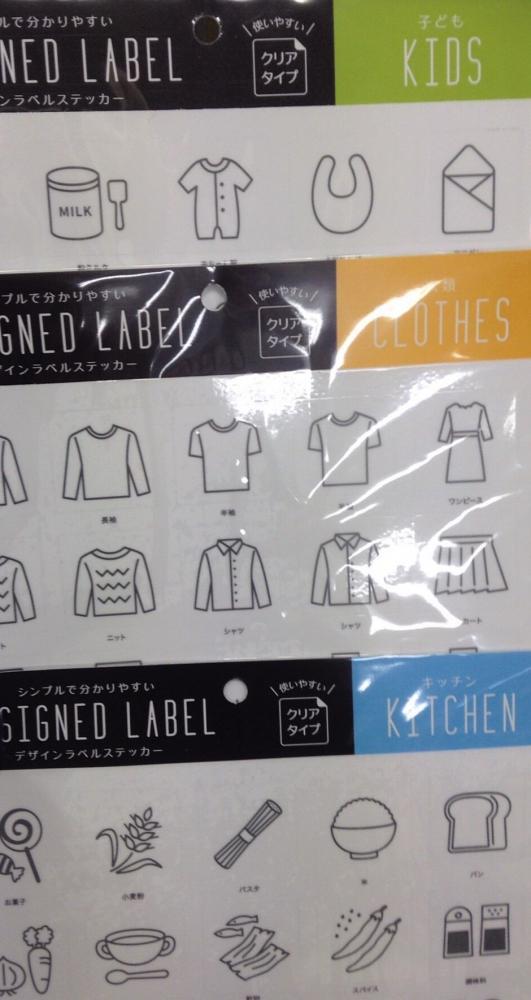 ルで分かりやすい
NED LABEL
ンラベルステッカー
使いやすい
クリア
タイプ
子ども
KIDS
MILK
プルで分かりやすい
GNED LABEL
インラベルステッカー
使いやすい
クリア
タイプ
類
CLOTHES
長袖
半袖
ワンピース
ト
ニット
シャツ
シャツ
カート
シンプルで分かりやすい
SIGNED LABEL
デザインラベルステッカー
使いやすい
クリア
タイプ
キッチン
KITCHEN
お菓子
小麦粉
パスタ
米
パン
スパイス
調味料